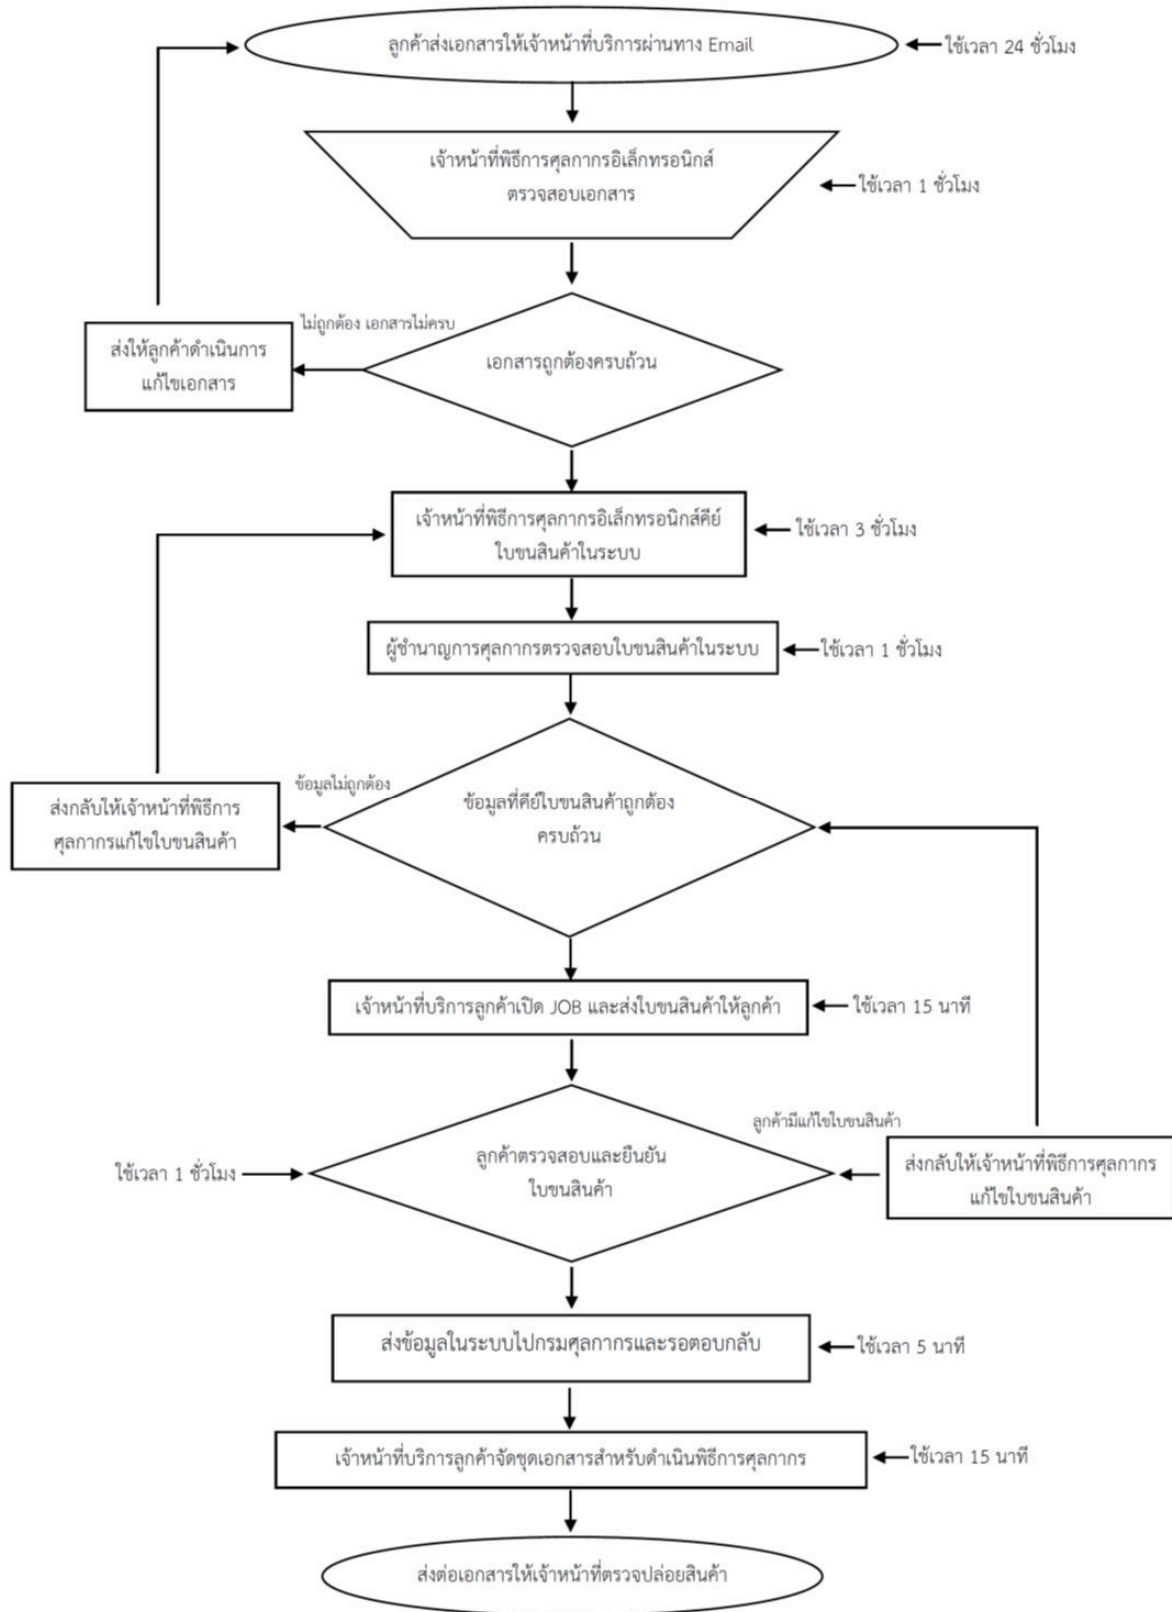 ลูกค้าส่งเอกสารให้เจ้าหน้าที่บริการผ่านทาง Email
ใช้เวลา 24 ชั่วโมง
เจ้าหน้าที่พิธีการศุลกากรอิเล็กทรอนิกส์
ตรวจสอบเอกสาร
ใช้เวลา 1 ชั่วโมง
ไม่ถูกต้อง เอกสารไม่ครบ
ส่งให้ลูกค้าดำเนินการ
แก้ไขเอกสาร
เอกสารถูกต้องครบถ้วน
เจ้าหน้าที่พิธีการศุลกากรอิเล็กทรอนิกส์คีย์
ใบขนสินค้าในระบบ
ใช้เวลา 3 ชั่วโมง
ผู้ชำนาญการศุลกากรตรวจสอบใบขนสินค้าในระบบ
ใช้เวลา 1 ชั่วโมง
ข้อมูลไม่ถูกต้อง
ส่งกลับให้เจ้าหน้าที่พิธีการ
ศุลกากรแก้ไขใบขนสินค้า
ข้อมูลที่คีย์ใบขนสินค้าถูกต้อง
ครบถ้วน
เจ้าหน้าที่บริการลูกค้าเปิด JOB และส่งใบขนสินค้าให้ลูกค้า
ใช้เวลา 15 นาที
ลูกค้ามีแก้ไขใบขนสินค้า
ใช้เวลา 1 ชั่วโมง
ลูกค้าตรวจสอบและยืนยัน
ใบขนสินค้า
ส่งกลับให้เจ้าหน้าที่พิธีการศุลกากร
แก้ไขใบขนสินค้า
ส่งข้อมูลในระบบไปกรมศุลกากรและรอตอบกลับ
ใช้เวลา 5 นาที
เจ้าหน้าที่บริการลูกค้าจัดชุดเอกสารสำหรับดำเนินพิธีการศุลกากร
ใช้เวลา 15 นาที
ส่งต่อเอกสารให้เจ้าหน้าที่ตรวจปล่อยสินค้า